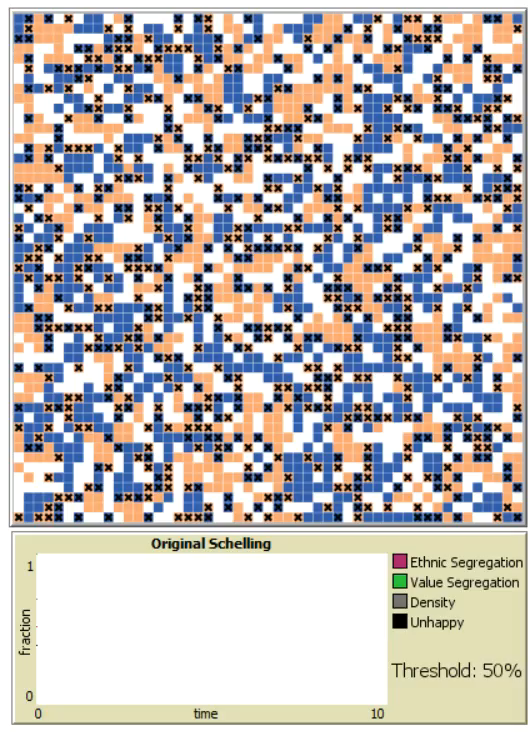 Original Schelling
1
fraction
0
0
time
10
Ethnic Segregation
Value Segregation
Density
Unhappy
Threshold: 50%